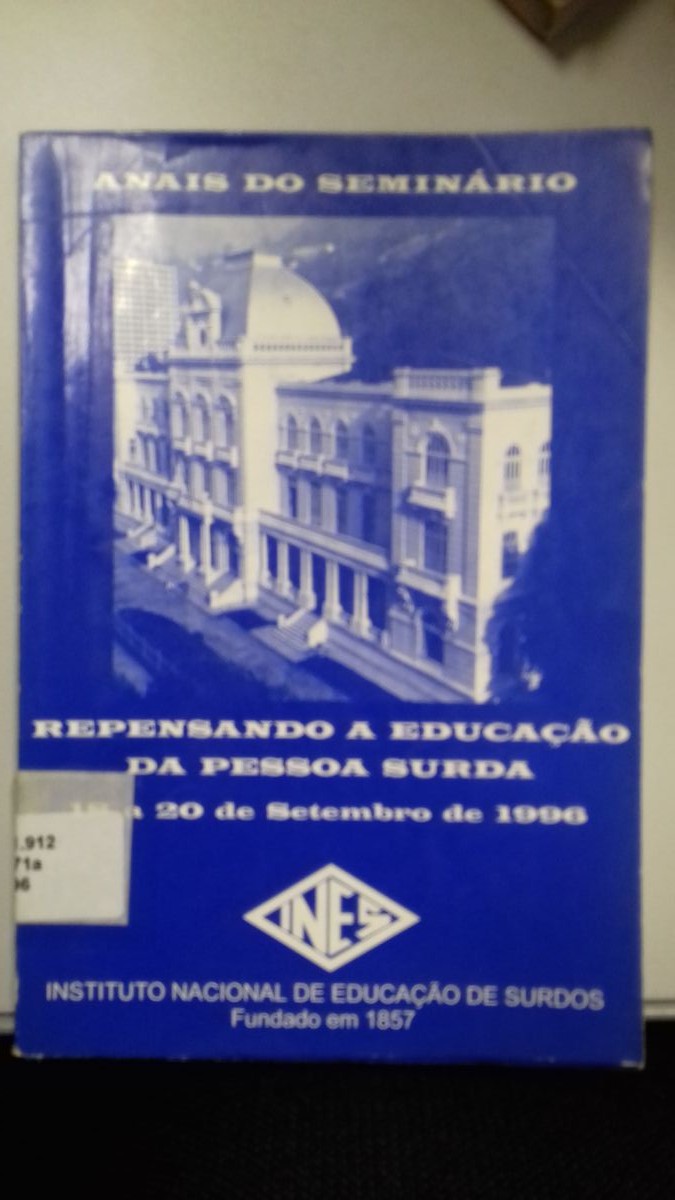 ANAIS DO SEMINÁRIO
REPENSANDO A EDUCAÇÃO
DA PESSOA SURDA
a 20 de Setembro de 1996
.912
71a
96
INES
INSTITUTO NACIONAL DE EDUCAÇÃO DE SURDOS
Fundado em 1857